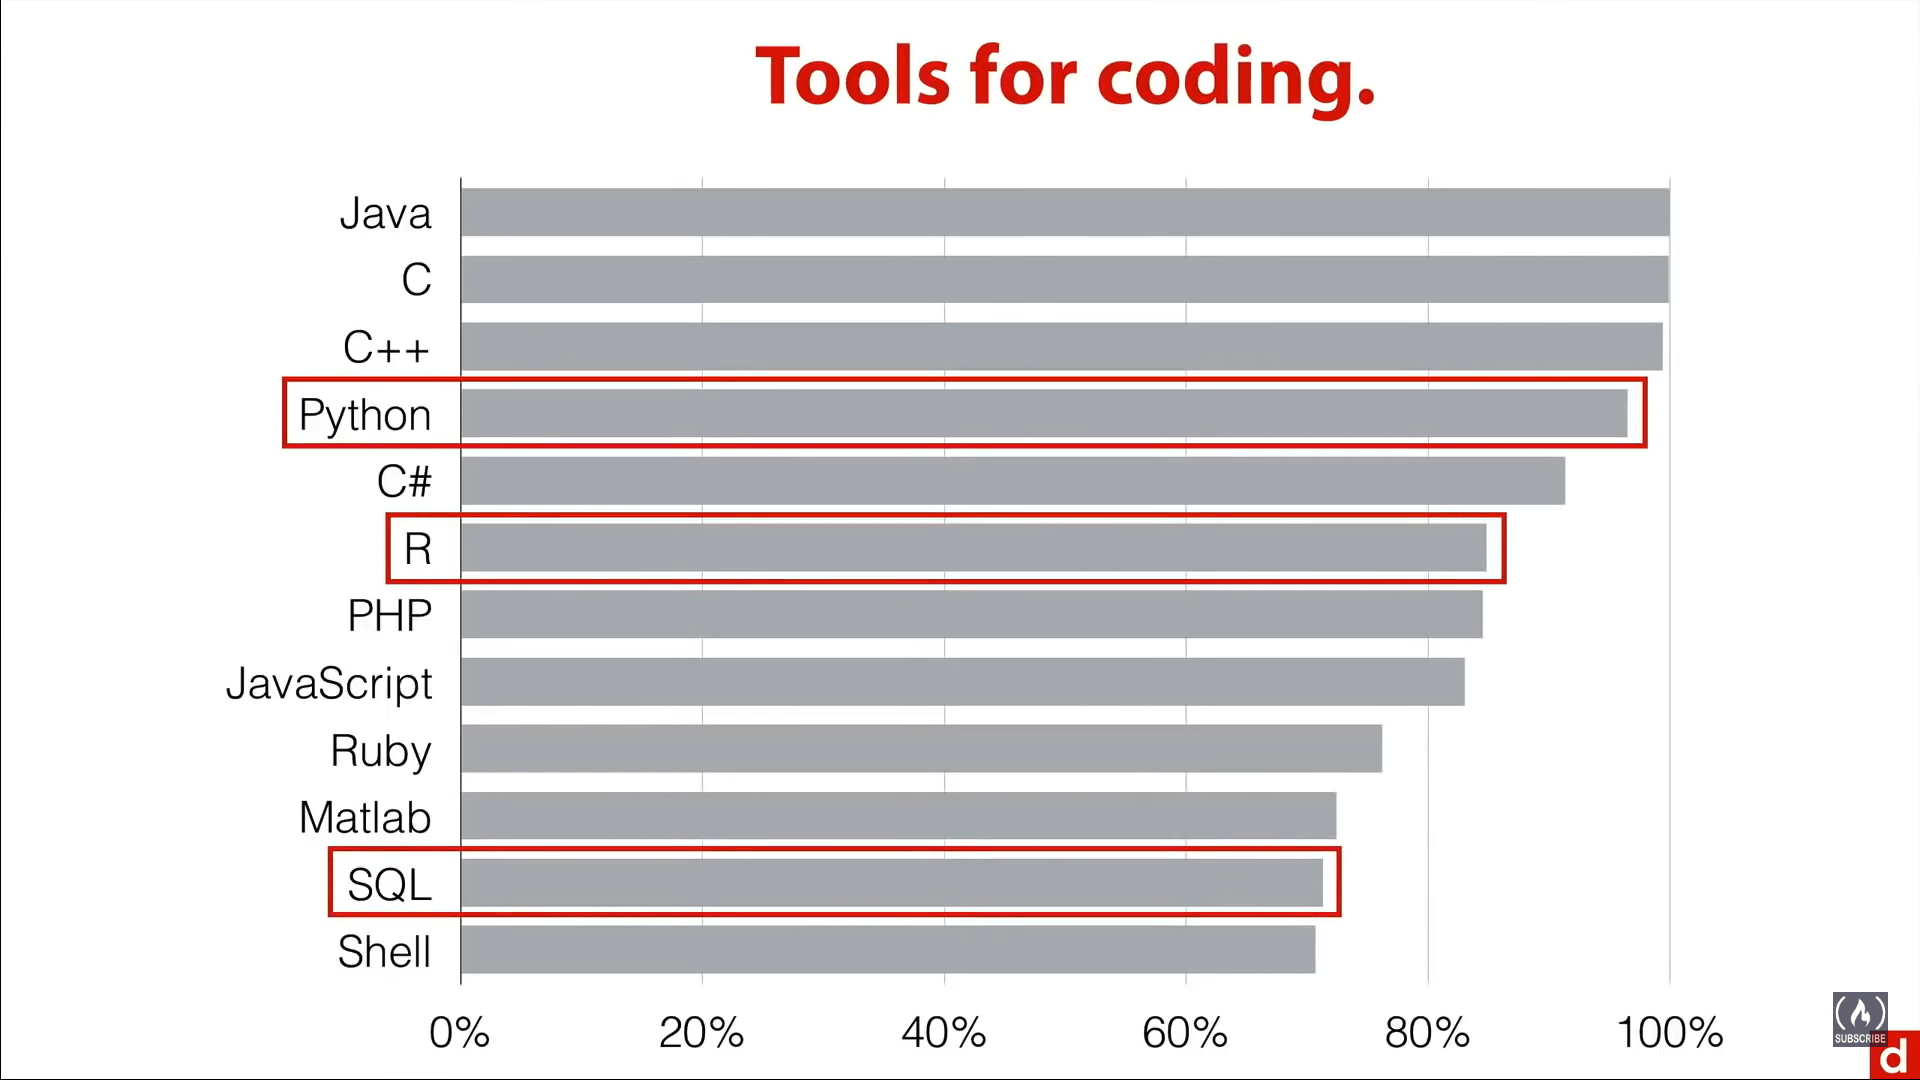 Tools for coding.
Java
C
C++
Python
C#
R
PHP
JavaScript
Ruby
Matlab
SQL
Shell
0% 20% 40% 60% 80% 100%
SUBSCRIBE
d